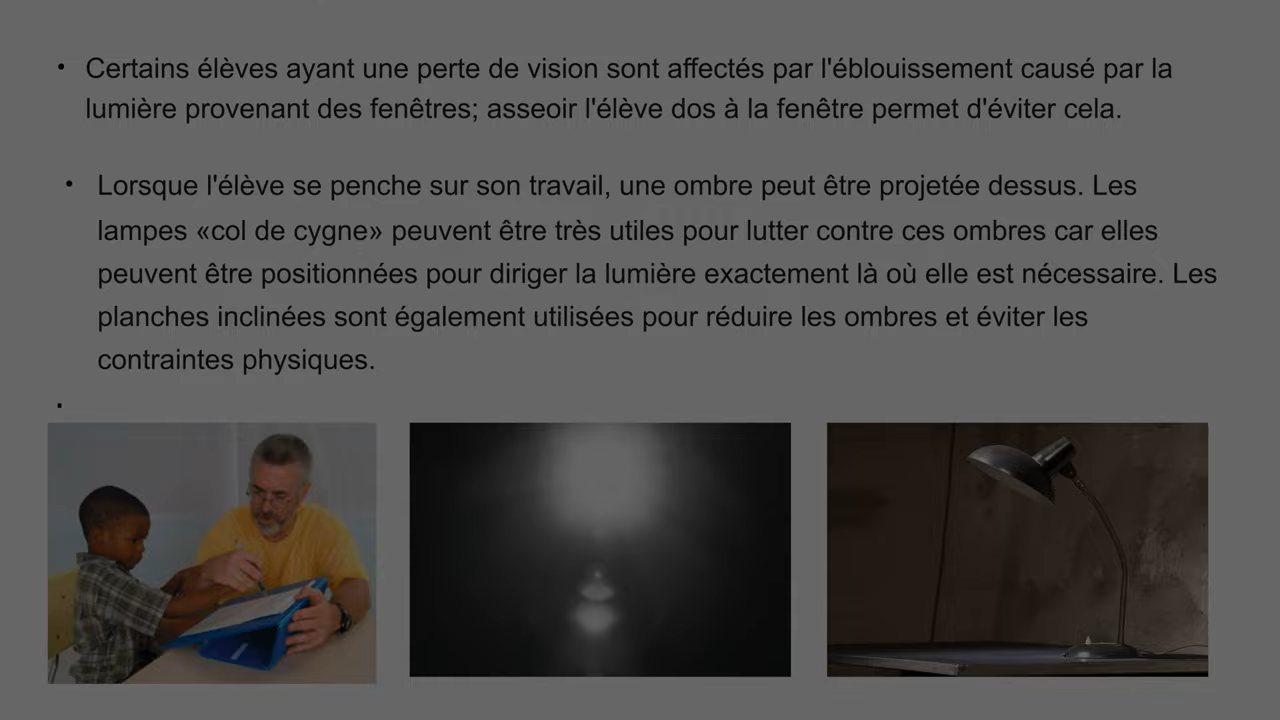 • Certains élèves ayant une perte de vision sont affectés par l'éblouissement causé par la
lumière provenant des fenêtres; asseoir l'élève dos à la fenêtre permet d'éviter cela.
• Lorsque l'élève se penche sur son travail, une ombre peut être projetée dessus. Les
lampes «col de cygne» peuvent être très utiles pour lutter contre ces ombres car elles
peuvent être positionnées pour diriger la lumière exactement là où elle est nécessaire. Les
planches inclinées sont également utilisées pour réduire les ombres et éviter les
contraintes physiques.
.